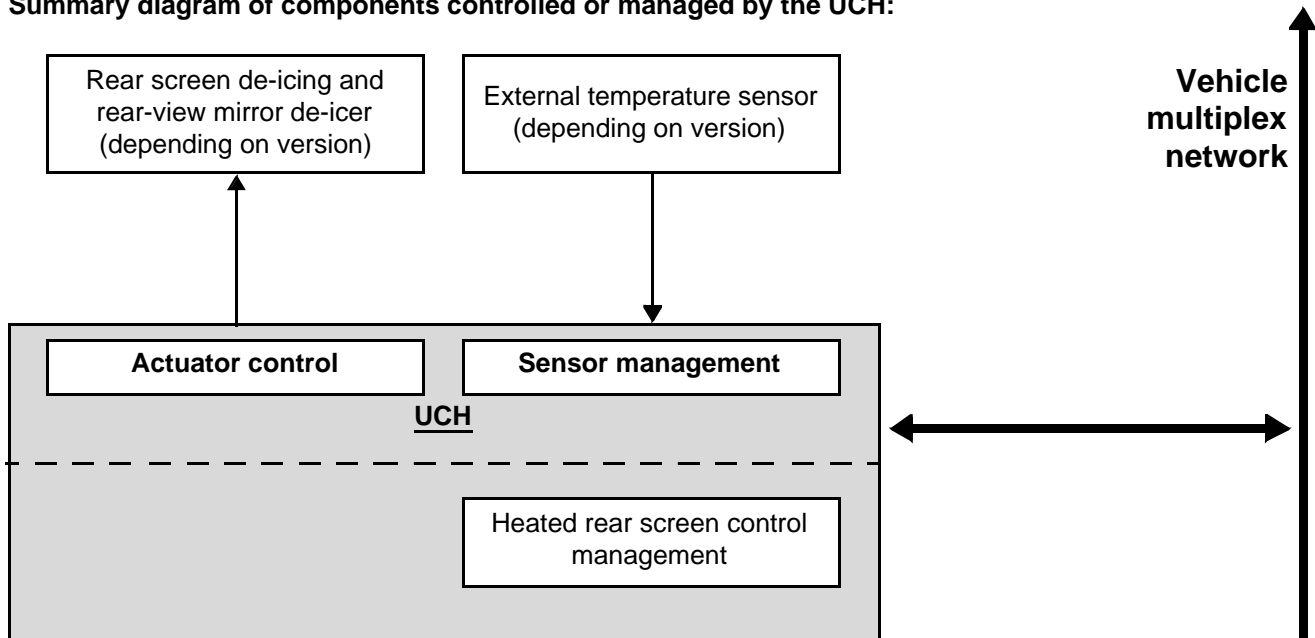 Summary diagram of components controlled or managed by the UCH:
Rear screen de-icing and
rear-view mirror de-icer
(depending on version)
External temperature sensor
(depending on version)
Vehicle
multiplex
network
Actuator control
Sensor management
UCH
Heated rear screen control
management